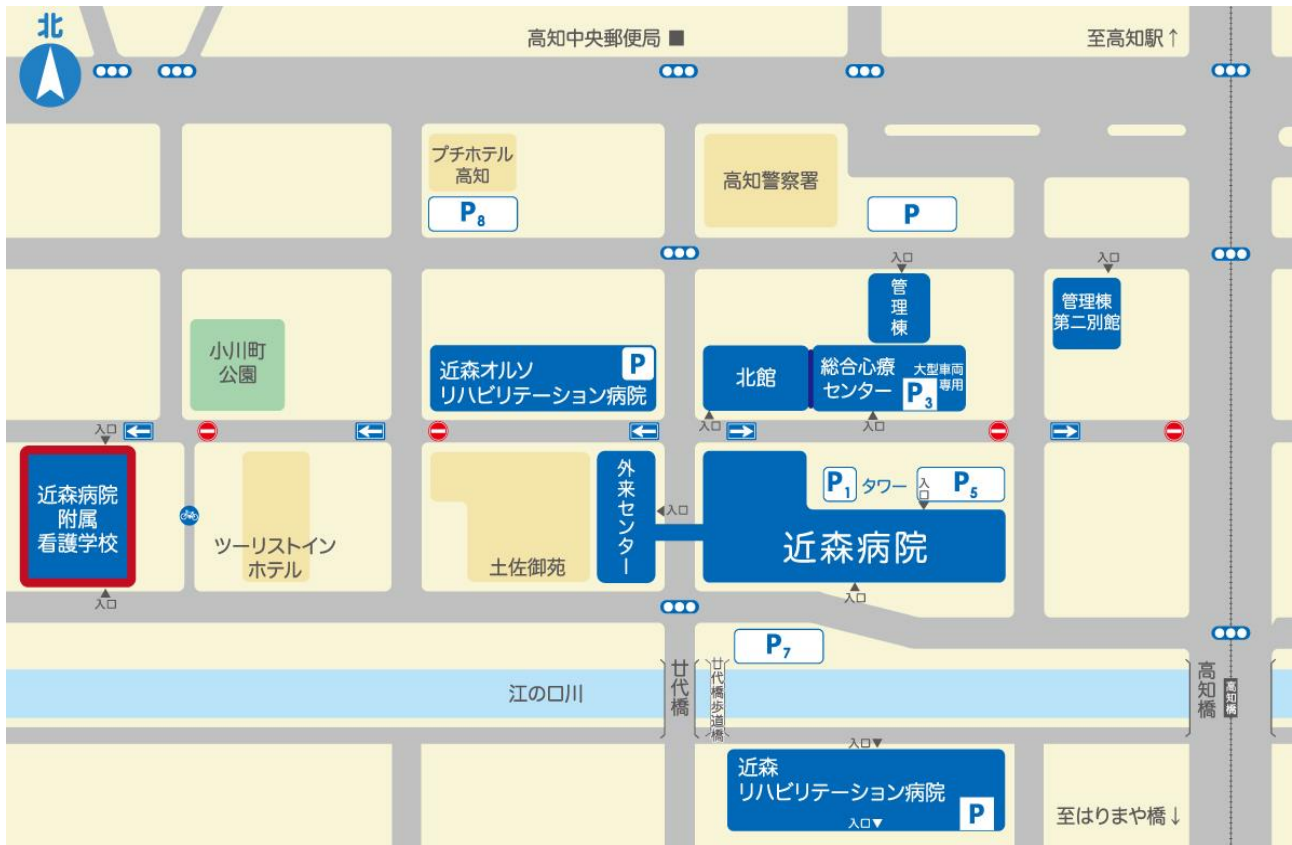 北
高知中央郵便局 ■
至高知駅↑
プチホテル
高知
P8
高知警察署
P
入口
入口
管理棟
管理棟
第二別館
小川町
公園
近森オルソ
リハビリテーション病院
P
北館
総合心療
センター
大型車両
専用
P3
入口
入口
入口
近森病院
附属
看護学校
入口
ツーリストイン
ホテル
土佐御苑
外来センター
入口
P1
タワー
入口
P5
近森病院
入口
P7
江の口川
廿代橋
廿代橋歩道橋
高知橋
高知橋
入口▼
近森
リハビリテーション病院
P
入口▼
至はりまや橋↓